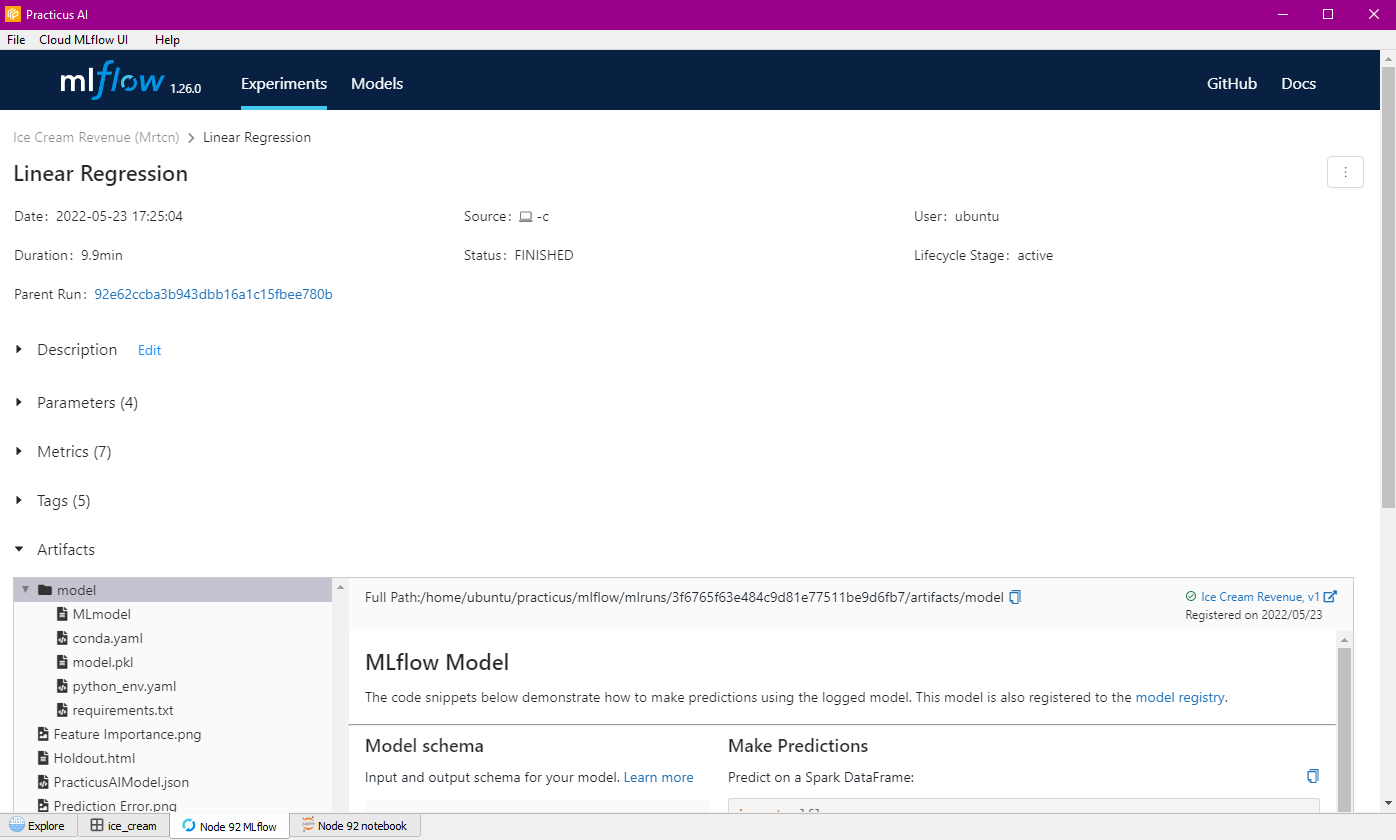 Practicus AI
File Cloud MLflow UI Help
mlflow 1.26.0 Experiments Models GitHub Docs
Ice Cream Revenue (Mrtcn) > Linear Regression
Linear Regression
Date: 2022-05-23 17:25:04 Source: -c User: ubuntu
Duration: 9.9min Status: FINISHED Lifecycle Stage: active
Parent Run: 92e62ccba3b943dbb16a1c15fbee780b
Description Edit
Parameters (4)
Metrics (7)
Tags (5)
Artifacts
model
MLmodel
conda.yaml
model.pkl
python_env.yaml
requirements.txt
Feature Importance.png
Holdout.html
PracticusAIModel.json
Prediction Error.png
Full Path:/home/ubuntu/practicus/mlflow/mlruns/3f6765f63e484c9d81e77511be9d6fb7/artifacts/model
Ice Cream Revenue, v1
Registered on 2022/05/23
MLflow Model
The code snippets below demonstrate how to make predictions using the logged model. This model is also registered to the model registry.
Model schema
Input and output schema for your model. Learn more
Make Predictions
Predict on a Spark DataFrame:
Explore ice_cream Node 92 MLflow Node 92 notebook